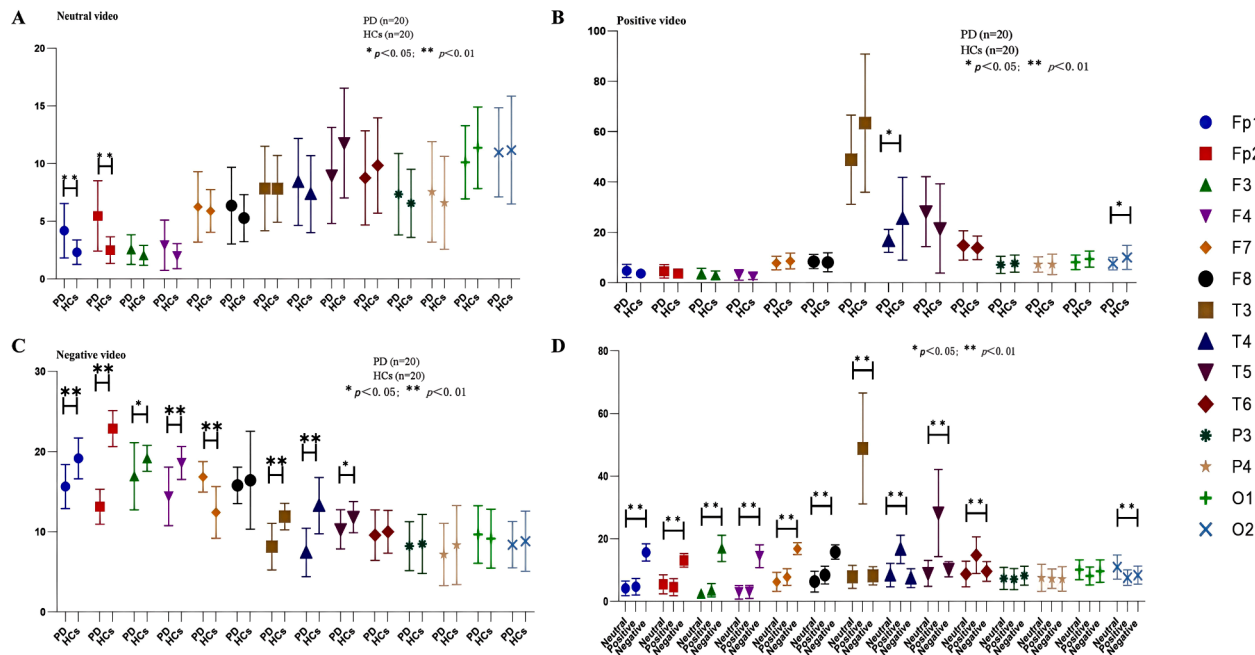 A
Neutral video
PD (n=20)
HCs (n=20)
* p<0.05; ** p<0.01
20
15
10
5
0
** **
PD HCs PD HCs PD HCs PD HCs PD HCs PD HCs PD HCs PD HCs PD HCs PD HCs PD HCs PD HCs PD HCs PD HCs
B
Positive video
PD (n=20)
HCs (n=20)
* p<0.05; ** p<0.01
100
80
60
40
20
0
* *
PD HCs PD HCs PD HCs PD HCs PD HCs PD HCs PD HCs PD HCs PD HCs PD HCs PD HCs PD HCs PD HCs PD HCs
C
Negative video
PD (n=20)
HCs (n=20)
* p<0.05; ** p<0.01
30
20
10
0
** ** * ** ** ** ** *
PD HCs PD HCs PD HCs PD HCs PD HCs PD HCs PD HCs PD HCs PD HCs PD HCs PD HCs PD HCs PD HCs PD HCs
D
* p<0.05; ** p<0.01
80
60
40
20
0
** ** ** ** ** ** ** ** ** ** **
Neutral Positive Negative Neutral Positive Negative Neutral Positive Negative Neutral Positive Negative Neutral Positive Negative Neutral Positive Negative Neutral Positive Negative Neutral Positive Negative Neutral Positive Negative Neutral Positive Negative Neutral Positive Negative Neutral Positive Negative Neutral Positive Negative Neutral Positive Negative
Fp1
Fp2
F3
F4
F7
F8
T3
T4
T5
T6
P3
P4
O1
O2